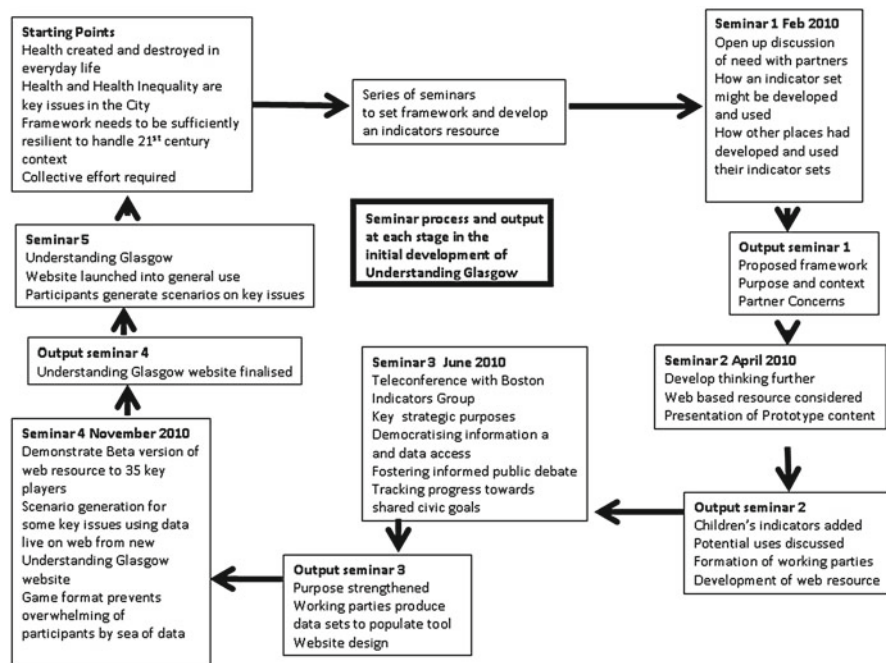 Starting Points
Health created and destroyed in
everyday life
Health and Health Inequality are
key issues in the City
Framework needs to be sufficiently
resilient to handle 21st century
context
Collective effort required
Series of seminars
to set framework and develop
an indicators resource
Seminar 1 Feb 2010
Open up discussion
of need with partners
How an indicator set
might be developed
and used
How other places had
developed and used
their indicator sets
Seminar process and output
at each stage in the
initial development of
Understanding Glasgow
Output seminar 1
Proposed framework
Purpose and context
Partner Concerns
Seminar 2 April 2010
Develop thinking further
Web based resource considered
Presentation of Prototype content
Output seminar 2
Children's indicators added
Potential uses discussed
Formation of working parties
Development of web resource
Seminar 3 June 2010
Teleconference with Boston
Indicators Group
Key strategic purposes
Democratising information a
and data access
Fostering informed public debate
Tracking progress towards
shared civic goals
Output seminar 3
Purpose strengthened
Working parties produce
data sets to populate tool
Website design
Seminar 4 November 2010
Demonstrate Beta version of
web resource to 35 key
players
Scenario generation for
some key issues using data
live on web from new
Understanding Glasgow
website
Game format prevents
overwhelming of
participants by sea of data
Output seminar 4
Understanding Glasgow website finalised
Seminar 5
Understanding Glasgow
Website launched into general use
Participants generate scenarios on key issues